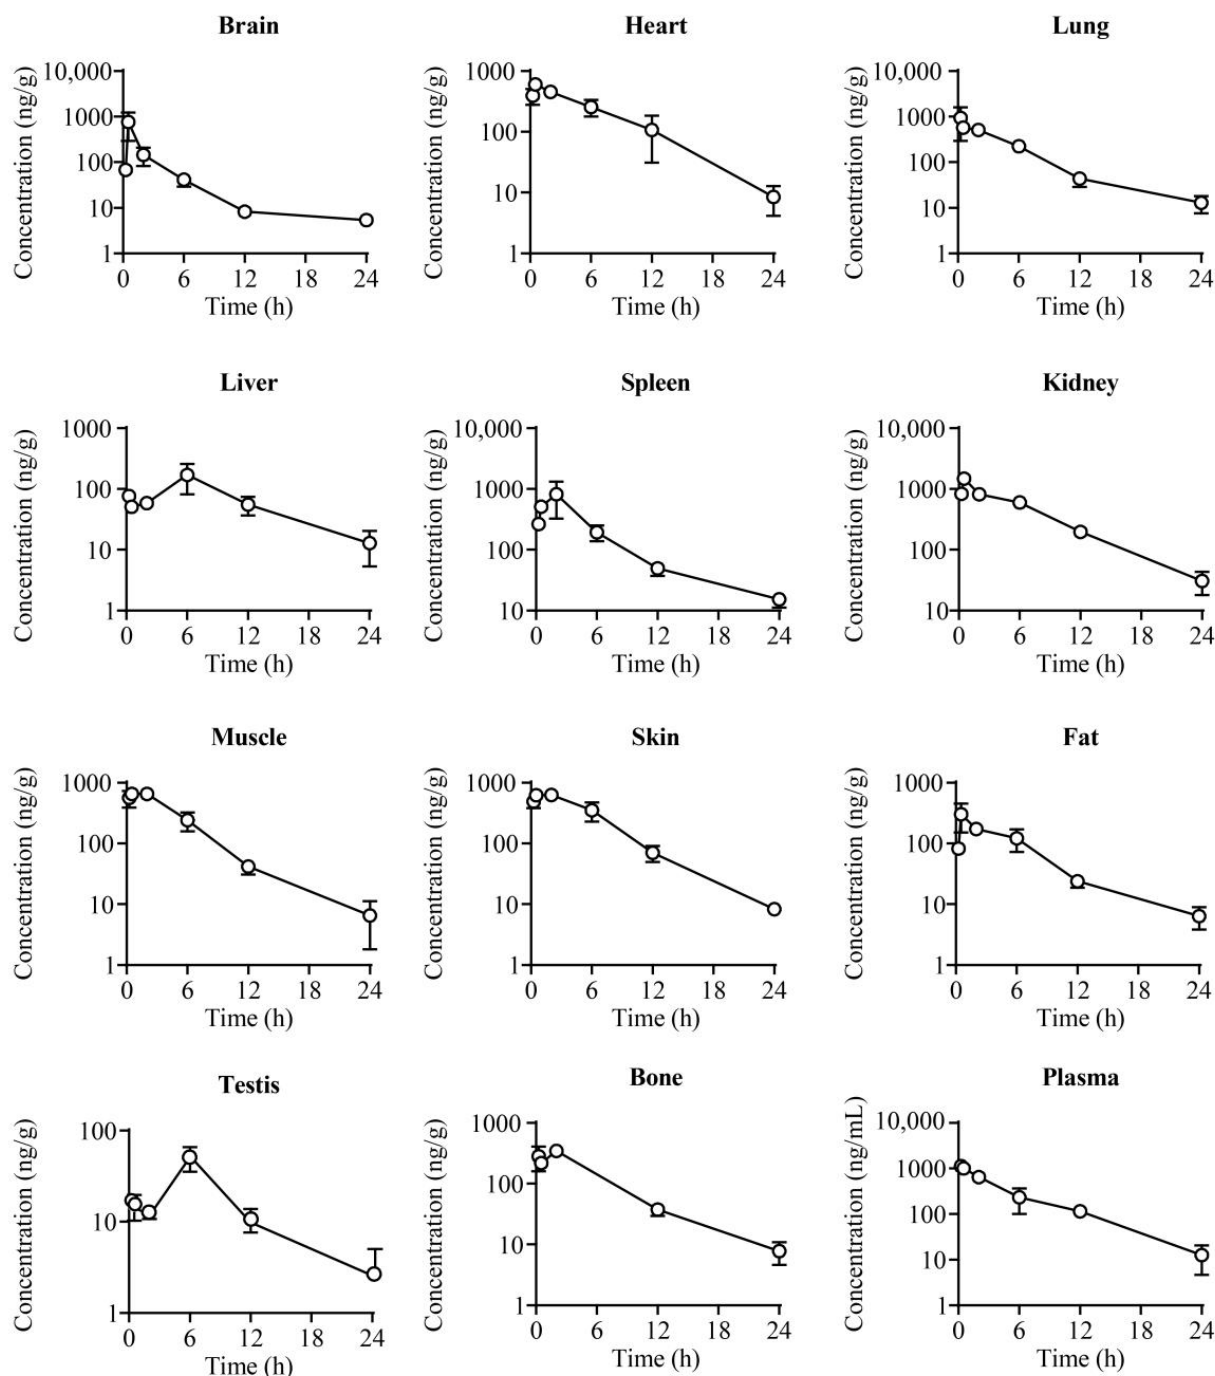 Brain
Concentration (ng/g)
10,000
1000
100
10
1
0 6 12 18 24
Time (h)
Heart
Concentration (ng/g)
1000
100
10
1
0 6 12 18 24
Time (h)
Lung
Concentration (ng/g)
10,000
1000
100
10
1
0 6 12 18 24
Time (h)
Liver
Concentration (ng/g)
1000
100
10
1
0 6 12 18 24
Time (h)
Spleen
Concentration (ng/g)
10,000
1000
100
10
0 6 12 18 24
Time (h)
Kidney
Concentration (ng/g)
10,000
1000
100
10
0 6 12 18 24
Time (h)
Muscle
Concentration (ng/g)
1000
100
10
1
0 6 12 18 24
Time (h)
Skin
Concentration (ng/g)
1000
100
10
1
0 6 12 18 24
Time (h)
Fat
Concentration (ng/g)
1000
100
10
1
0 6 12 18 24
Time (h)
Testis
Concentration (ng/g)
100
10
1
0 6 12 18 24
Time (h)
Bone
Concentration (ng/g)
1000
100
10
1
0 6 12 18 24
Time (h)
Plasma
Concentration (ng/mL)
10,000
1000
100
10
1
0 6 12 18 24
Time (h)